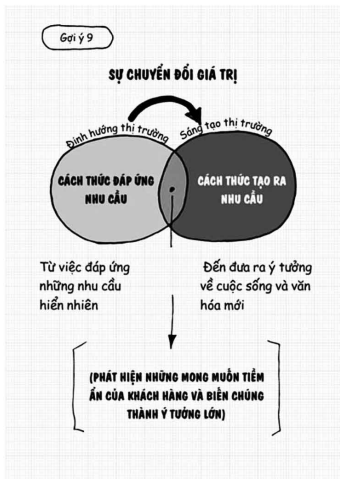 Gợi ý 9
SỰ CHUYỂN ĐỔI GIÁ TRỊ
Định hướng thị trường
Sáng tạo thị trường
CÁCH THỨC ĐÁP ỨNG
NHU CẦU
CÁCH THỨC TẠO RA
NHU CẦU
Từ việc đáp ứng
những nhu cầu
hiển nhiên
Đến đưa ra ý tưởng
về cuộc sống và văn
hóa mới
(PHÁT HIỆN NHỮNG MONG MUỐN TIỀM
ẨN CỦA KHÁCH HÀNG VÀ BIẾN CHÚNG
THÀNH Ý TƯỞNG LỚN)